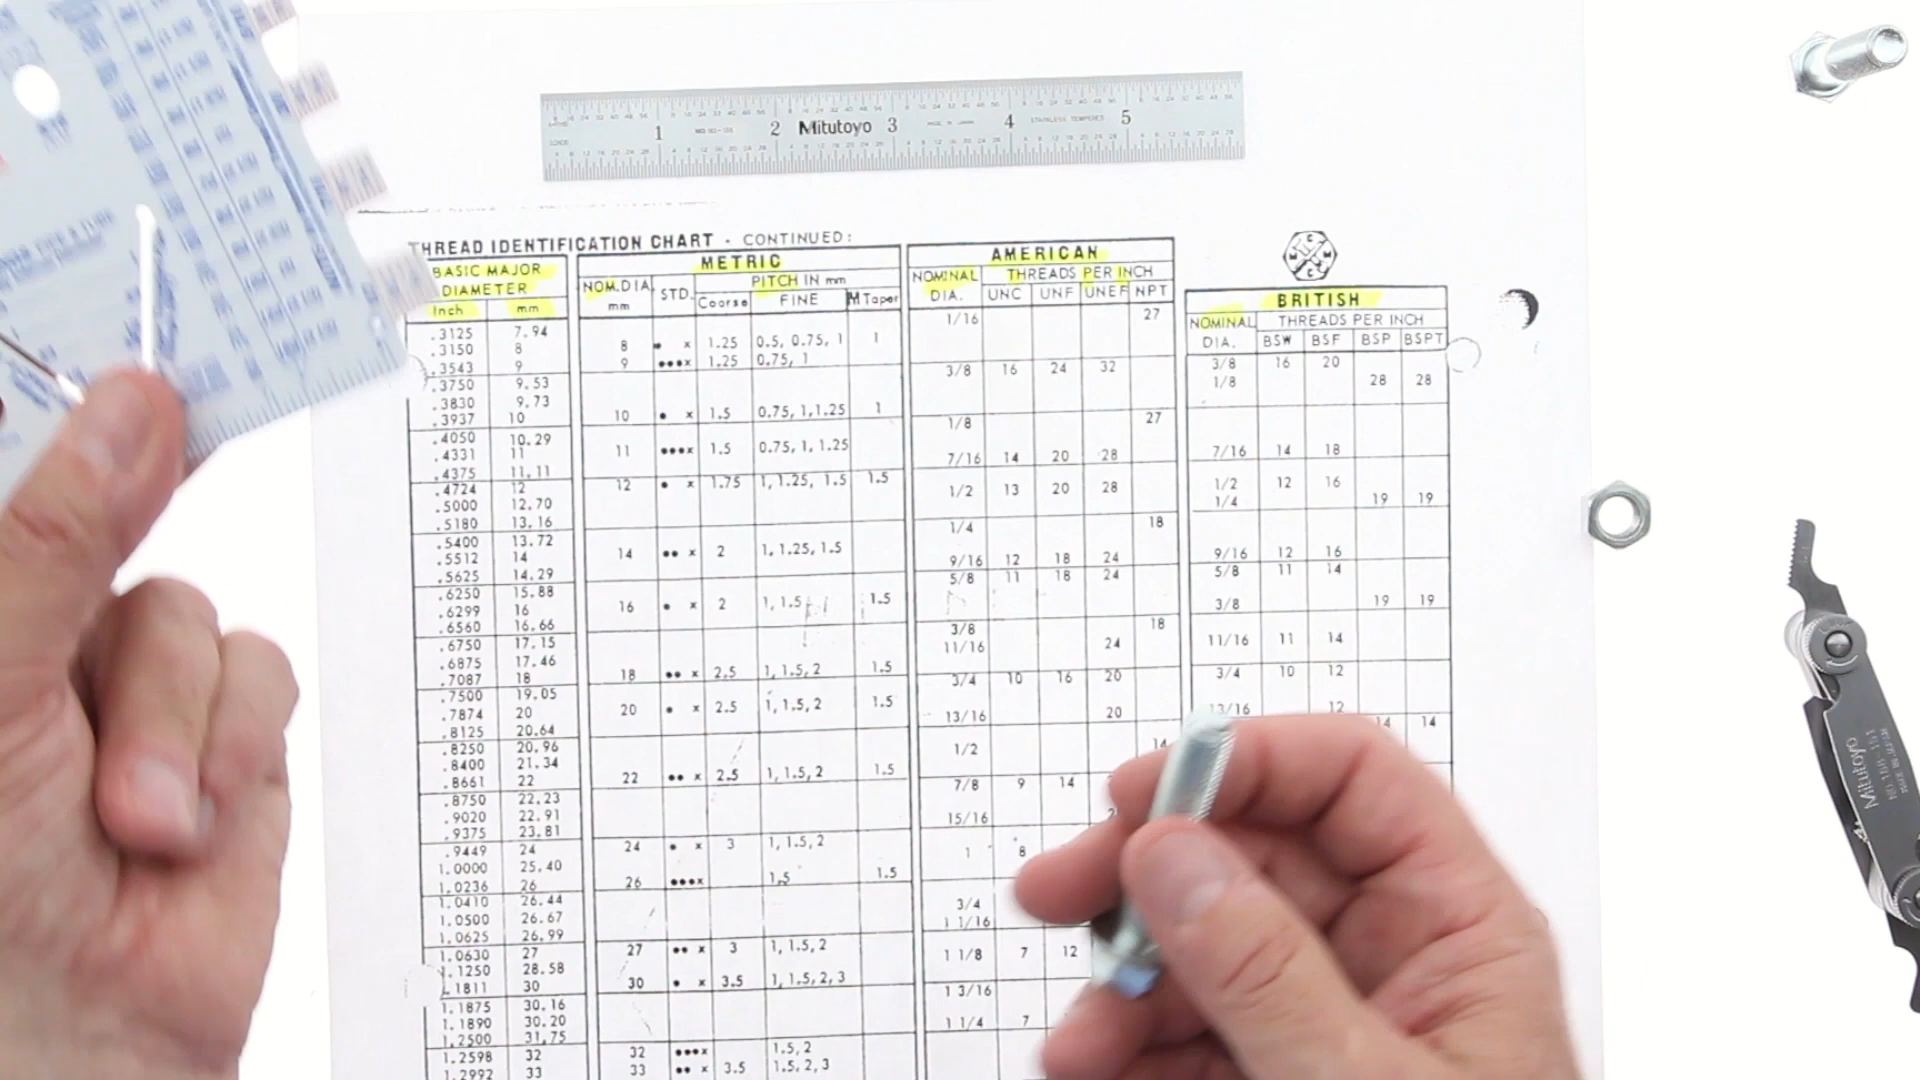 1 2 Mitutoyo 3 4 5
THREAD IDENTIFICATION CHART - CONTINUED:
BASIC MAJOR DIAMETER
Inch mm
.3125 7.94
.3150 8
.3543 9
.3750 9.53
.3830 9.73
.3937 10
.4050 10.29
.4331 11
.4375 11.11
.4724 12
.5000 12.70
.5180 13.16
.5400 13.72
.5512 14
.5625 14.29
.6250 15.88
.6299 16
.6560 16.66
.6750 17.15
.6875 17.46
.7087 18
.7500 19.05
.7874 20
.8125 20.64
.8250 20.96
.8400 21.34
.8661 22
.8750 22.23
.9020 22.91
.9375 23.81
.9449 24
1.0000 25.40
1.0236 26
1.0410 26.44
1.0500 26.67
1.0625 26.99
1.0630 27
1.1250 28.58
1.1811 30
1.1875 30.16
1.1890 30.20
1.2500 31.75
1.2598 32
1.2992 33
METRIC
NOM.DIA mm STD. PITCH IN mm
Coarse FINE M Taper
8 x 1.25 0.5, 0.75, 1 1
9 x 1.25 0.75, 1
10 x 1.5 0.75, 1, 1.25 1
11 x 1.5 0.75, 1, 1.25
12 x 1.75 1, 1.25, 1.5 1.5
14 x 2 1, 1.25, 1.5
16 x 2 1, 1.5 1.5
18 x 2.5 1, 1.5, 2 1.5
20 x 2.5 1, 1.5, 2 1.5
22 x 2.5 1, 1.5, 2 1.5
24 x 3 1, 1.5, 2
26 x 1.5 1.5
27 x 3 1, 1.5, 2
30 x 3.5 1, 1.5, 2, 3
32 x 1.5, 2
33 x 3.5 1.5, 2, 3
AMERICAN
NOMINAL DIA. THREADS PER INCH
UNC UNF UNEF NPT
1/16 27
3/8 16 24 32
1/8 27
7/16 14 20 28
1/2 13 20 28
1/4 18
9/16 12 18 24
5/8 11 18 24
3/8 18
11/16 24
3/4 10 16 20
13/16 20
1/2 14
7/8 9 14
15/16
1 8
3/4
1 1/16
1 1/8 7 12
1 3/16
1 1/4 7
BRITISH
NOMINAL DIA. THREADS PER INCH
BSW BSF BSP BSPT
3/8 16 20
1/8 28 28
7/16 14 18
1/2 12 16
1/4 19 19
9/16 12 16
5/8 11 14
3/8 19 19
11/16 11 14
3/4 10 12
13/16 12
14 14
Mitutoyo